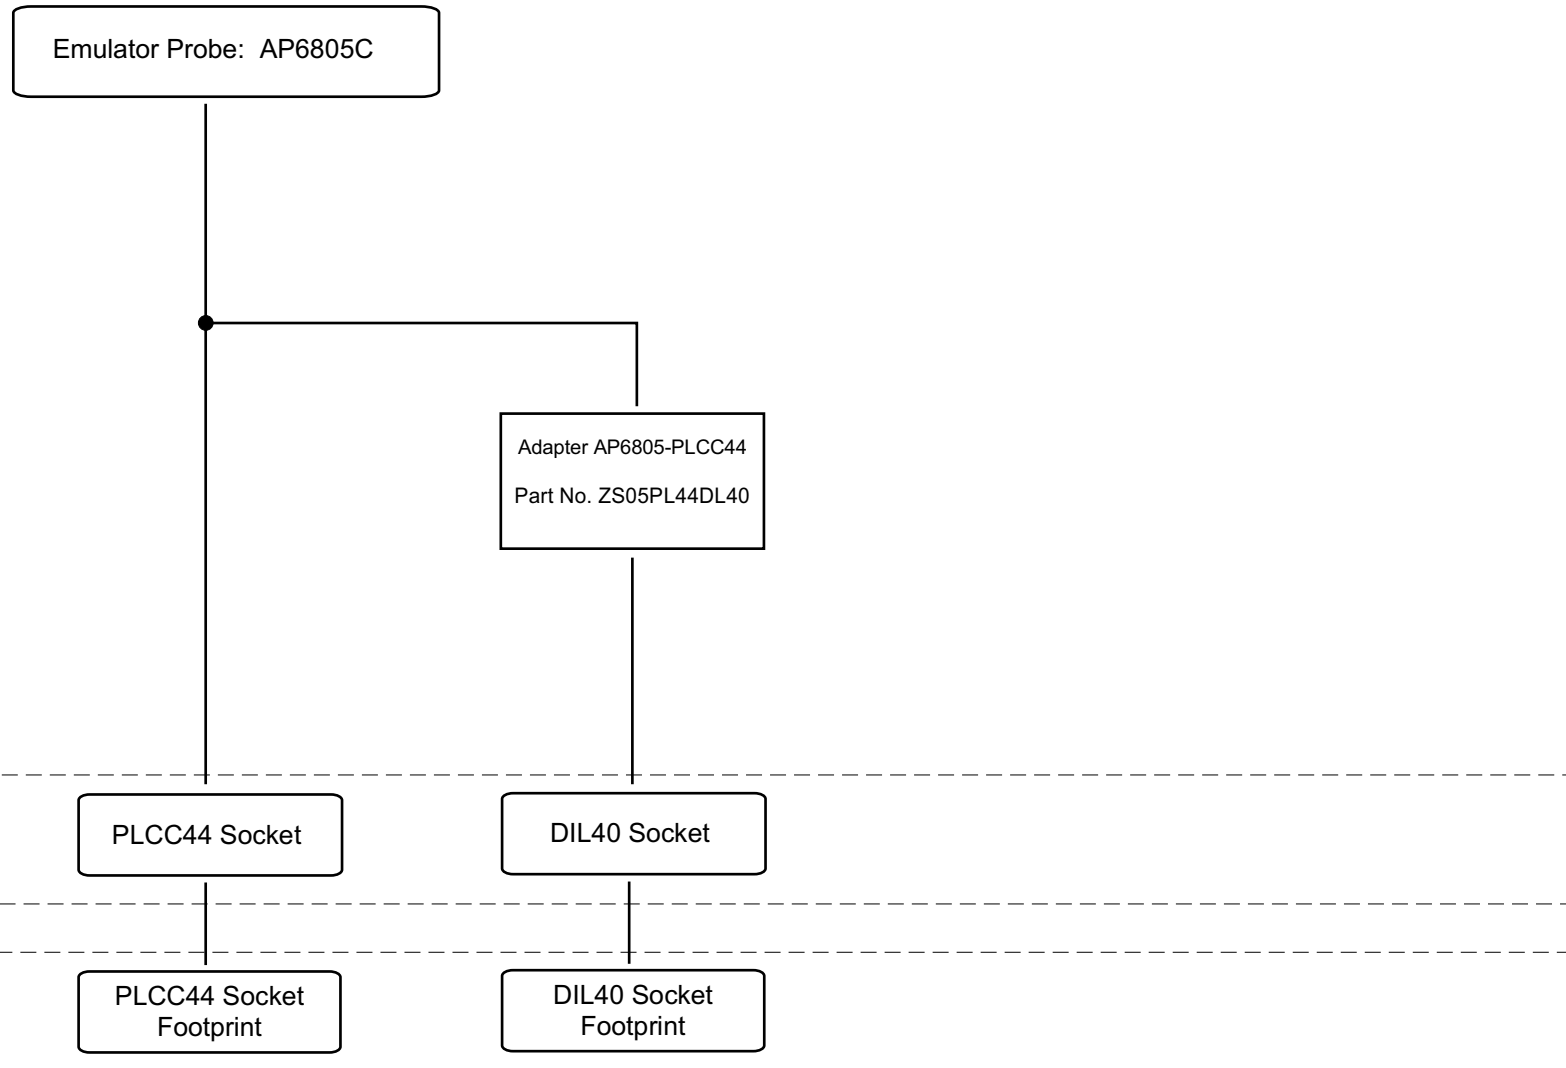 Emulator Probe: AP6805C
Adapter AP6805-PLCC44
Part No. ZS05PL44DL40
PLCC44 Socket
DIL40 Socket
PLCC44 Socket
Footprint
DIL40 Socket
Footprint